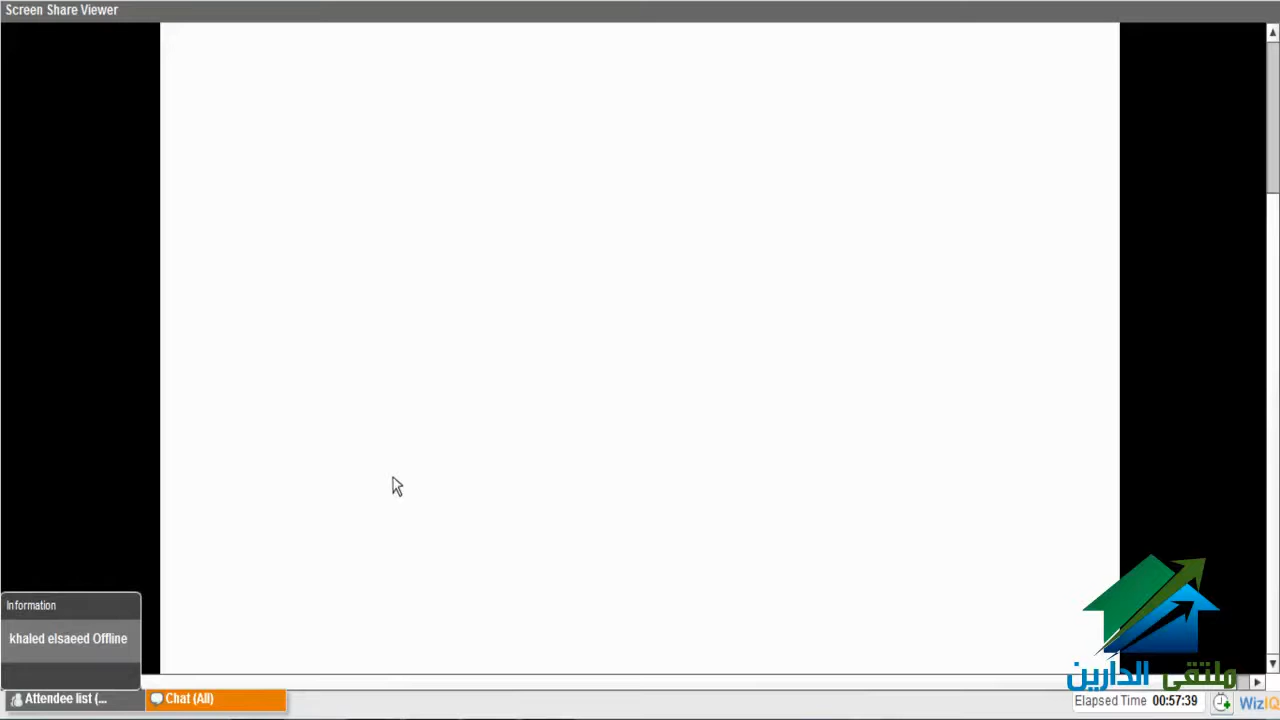 Screen Share Viewer
Information
khaled elsaeed Offline
Attendee list (...
Chat (All)
ملتقى الدارين
Elapsed Time 00:57:39
WizIQ